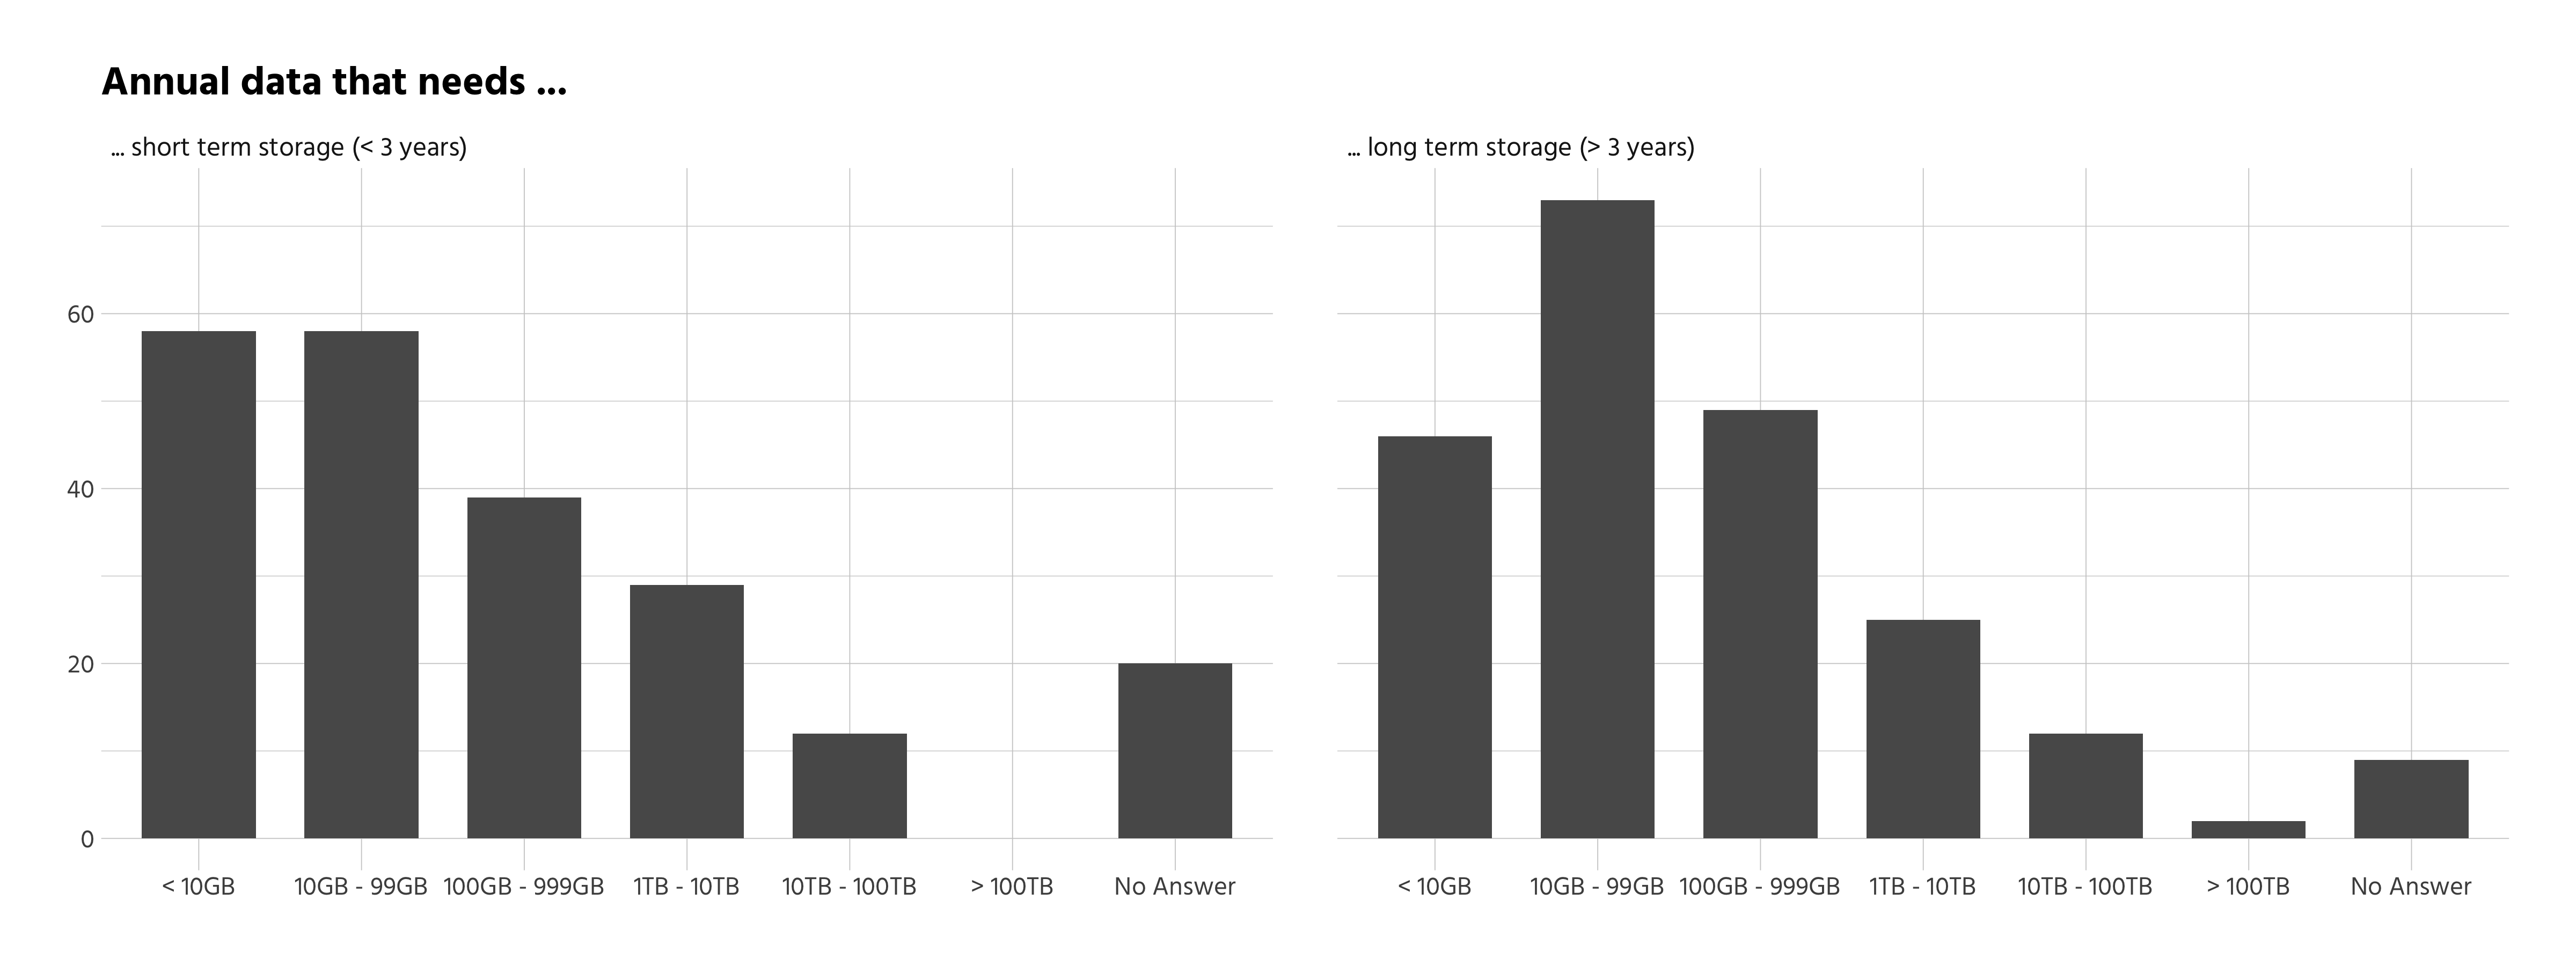 Annual data that needs ...
... short term storage (< 3 years)
... long term storage (> 3 years)
60
40
20
0
< 10GB 10GB - 99GB 100GB - 999GB 1TB - 10TB 10TB - 100TB > 100TB No Answer
< 10GB 10GB - 99GB 100GB - 999GB 1TB - 10TB 10TB - 100TB > 100TB No Answer